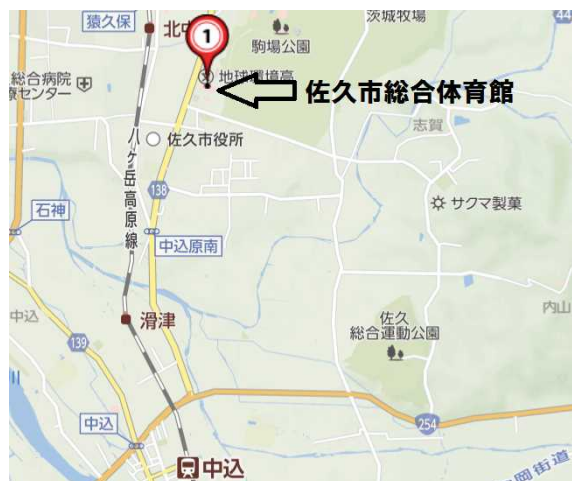 猿久保
北中
茨城牧場
44
1
駒場公園
総合病院
療センター
地球環境高
佐久市総合体育館
志賀
佐久市役所
八ヶ岳高原線
138
サクマ製菓
石神
中込原南
佐久
総合運動公園
内山
中込
滑津
139
中込
254
中込
岡街道